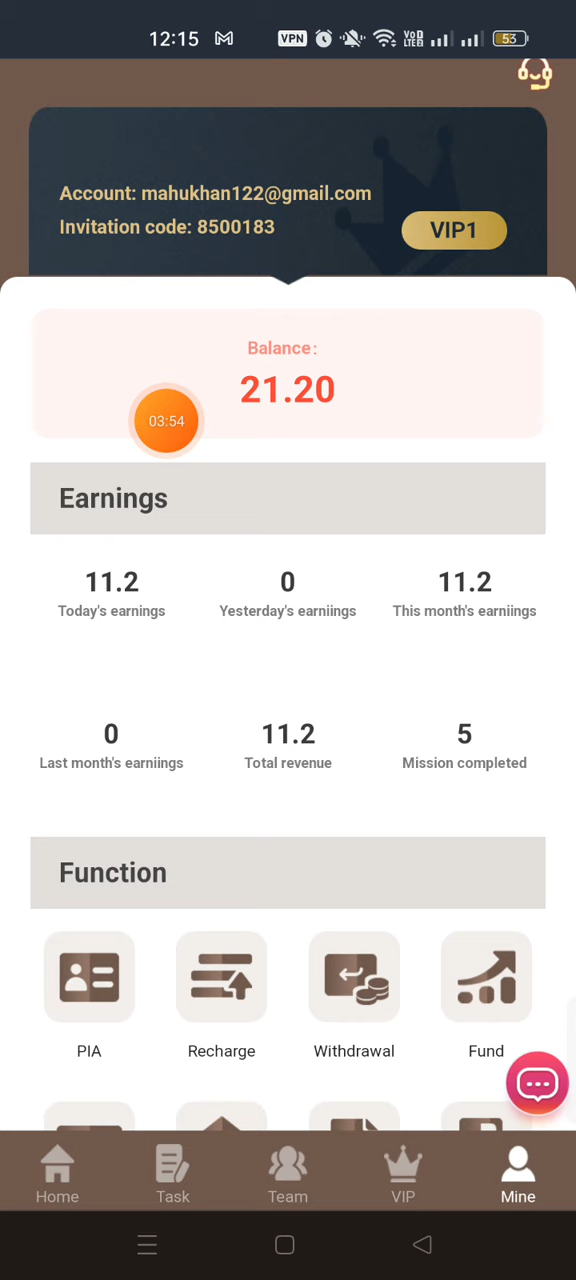 12:15
VPN
Vo
LTE2
53
Account: mahukhan122@gmail.com
Invitation code: 8500183
VIP1
Balance:
21.20
03:54
Earnings
11.2
0
11.2
Today's earnings
Yesterday's earniings
This month's earniings
0
11.2
5
Last month's earniings
Total revenue
Mission completed
Function
PIA
Recharge
Withdrawal
Fund
Home
Task
Team
VIP
Mine